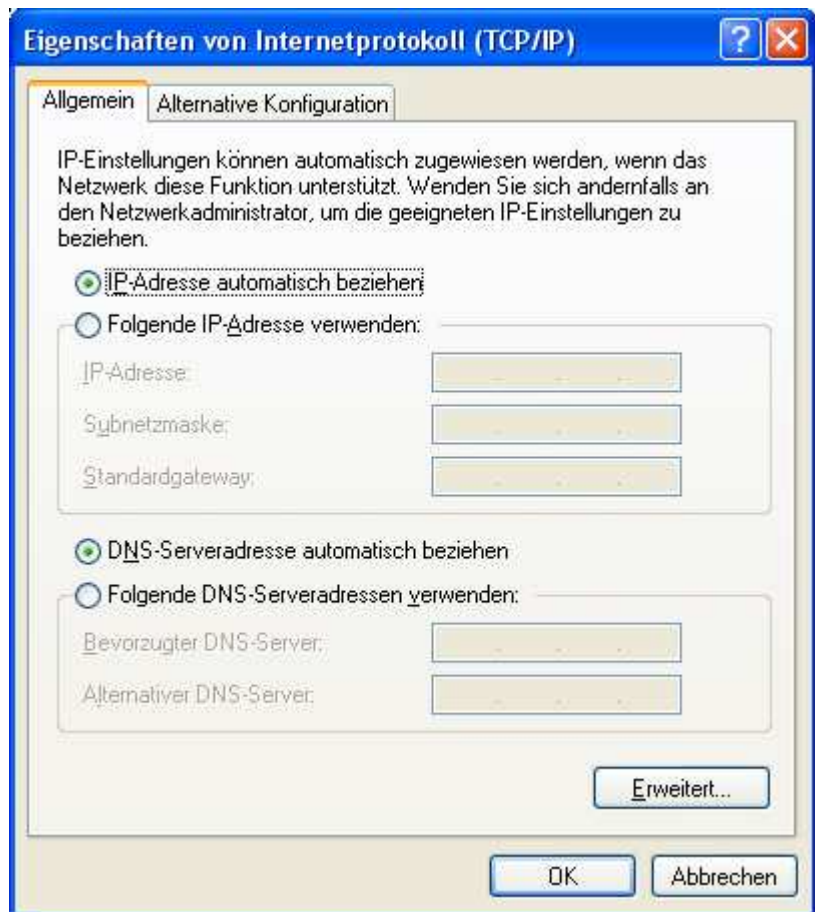 Eigenschaften von Internetprotokoll (TCP/IP)
Allgemein
Alternative Konfiguration
IP-Einstellungen können automatisch zugewiesen werden, wenn das
Netzwerk diese Funktion unterstützt. Wenden Sie sich andernfalls an
den Netzwerkadministrator, um die geeigneten IP-Einstellungen zu
beziehen.
IP-Adresse automatisch beziehen
Folgende IP-Adresse verwenden:
IP-Adresse:
Subnetzmaske:
Standardgateway:
DNS-Serveradresse automatisch beziehen
Folgende DNS-Serveradressen verwenden:
Bevorzugter DNS-Server:
Alternativer DNS-Server:
Erweitert...
OK
Abbrechen